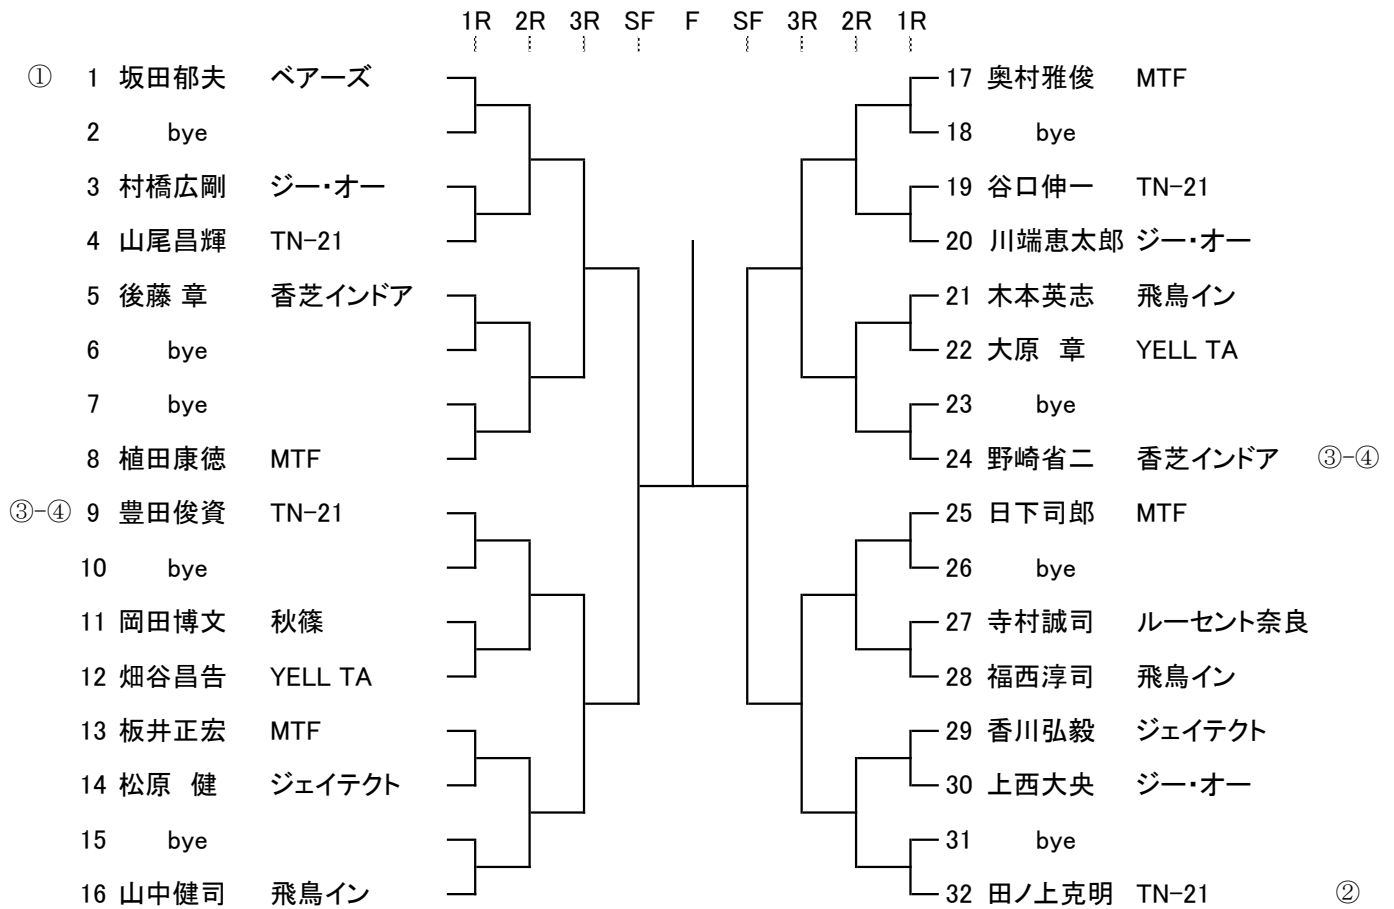 1R 2R 3R SF F SF 3R 2R 1R
① 1 坂田郁夫 ベアーズ
2 bye
3 村橋広剛 ジー・オー
4 山尾昌輝 TN-21
5 後藤 章 香芝インドア
6 bye
7 bye
8 植田康徳 MTF
③-④ 9 豊田俊資 TN-21
10 bye
11 岡田博文 秋篠
12 畑谷昌告 YELL TA
13 板井正宏 MTF
14 松原 健 ジェイテクト
15 bye
16 山中健司 飛鳥イン
17 奥村雅俊 MTF
18 bye
19 谷口伸一 TN-21
20 川端恵太郎 ジー・オー
21 木本英志 飛鳥イン
22 大原 章 YELL TA
23 bye
24 野崎省二 香芝インドア ③-④
25 日下司郎 MTF
26 bye
27 寺村誠司 ルーセント奈良
28 福西淳司 飛鳥イン
29 香川弘毅 ジェイテクト
30 上西大央 ジー・オー
31 bye
32 田ノ上克明 TN-21 ②